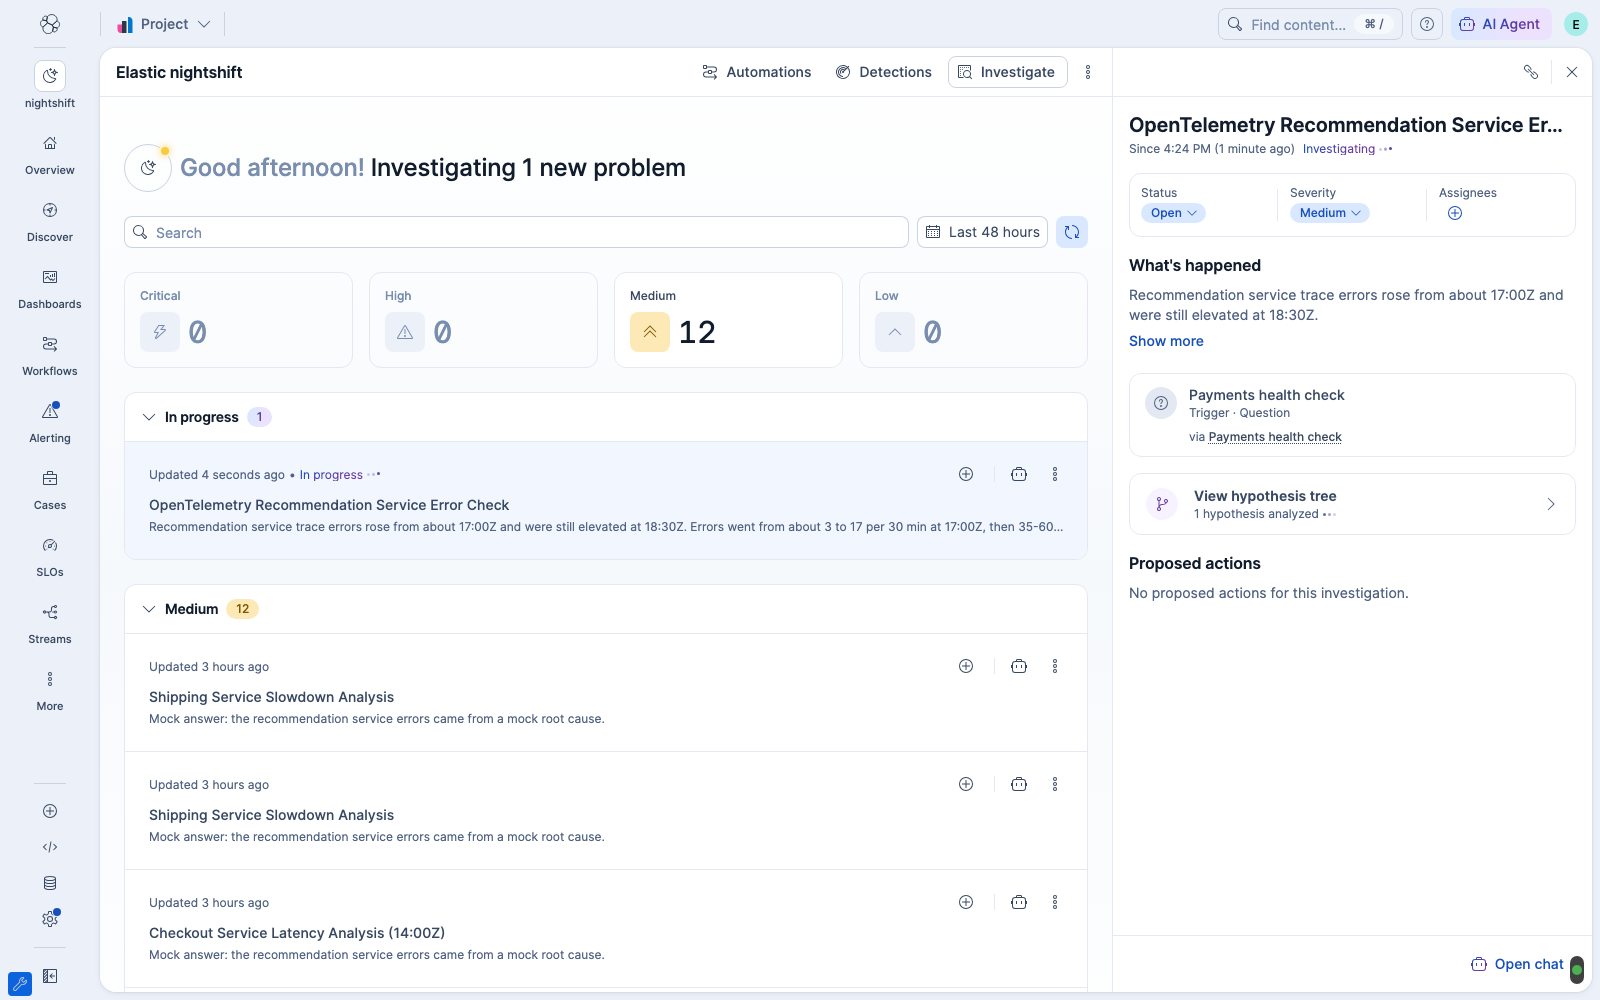 Project
Find content...
⌘ /
AI Agent
E
nightshift
Overview
Discover
Dashboards
Workflows
Alerting
Cases
SLOs
Streams
More
Elastic nightshift
Automations
Detections
Investigate
Good afternoon! Investigating 1 new problem
Search
Last 48 hours
Critical
0
High
0
Medium
12
Low
0
In progress 1
Updated 4 seconds ago • In progress
OpenTelemetry Recommendation Service Error Check
Recommendation service trace errors rose from about 17:00Z and were still elevated at 18:30Z. Errors went from about 3 to 17 per 30 min at 17:00Z, then 35-60...
Medium 12
Updated 3 hours ago
Shipping Service Slowdown Analysis
Mock answer: the recommendation service errors came from a mock root cause.
Updated 3 hours ago
Shipping Service Slowdown Analysis
Mock answer: the recommendation service errors came from a mock root cause.
Updated 3 hours ago
Checkout Service Latency Analysis (14:00Z)
Mock answer: the recommendation service errors came from a mock root cause.
OpenTelemetry Recommendation Service Er...
Since 4:24 PM (1 minute ago) Investigating
Status
Open
Severity
Medium
Assignees
What's happened
Recommendation service trace errors rose from about 17:00Z and
were still elevated at 18:30Z.
Show more
Payments health check
Trigger · Question
via Payments health check
View hypothesis tree
1 hypothesis analyzed
Proposed actions
No proposed actions for this investigation.
Open chat